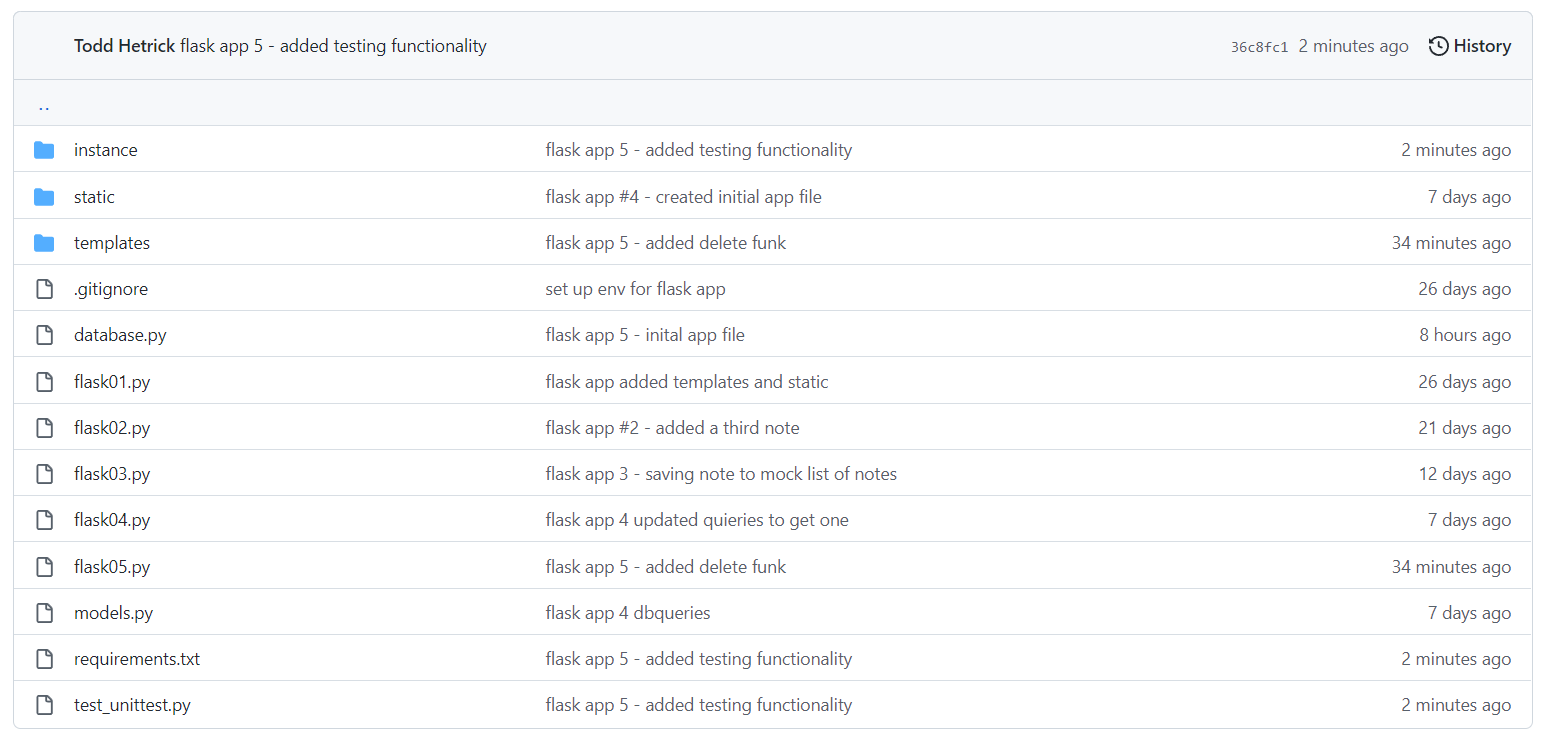 Todd Hetrick flask app 5 - added testing functionality 36c8fc1 2 minutes ago History
..
instance flask app 5 - added testing functionality 2 minutes ago
static flask app #4 - created initial app file 7 days ago
templates flask app 5 - added delete funk 34 minutes ago
.gitignore set up env for flask app 26 days ago
database.py flask app 5 - inital app file 8 hours ago
flask01.py flask app added templates and static 26 days ago
flask02.py flask app #2 - added a third note 21 days ago
flask03.py flask app 3 - saving note to mock list of notes 12 days ago
flask04.py flask app 4 updated quieries to get one 7 days ago
flask05.py flask app 5 - added delete funk 34 minutes ago
models.py flask app 4 dbqueries 7 days ago
requirements.txt flask app 5 - added testing functionality 2 minutes ago
test_unittest.py flask app 5 - added testing functionality 2 minutes ago